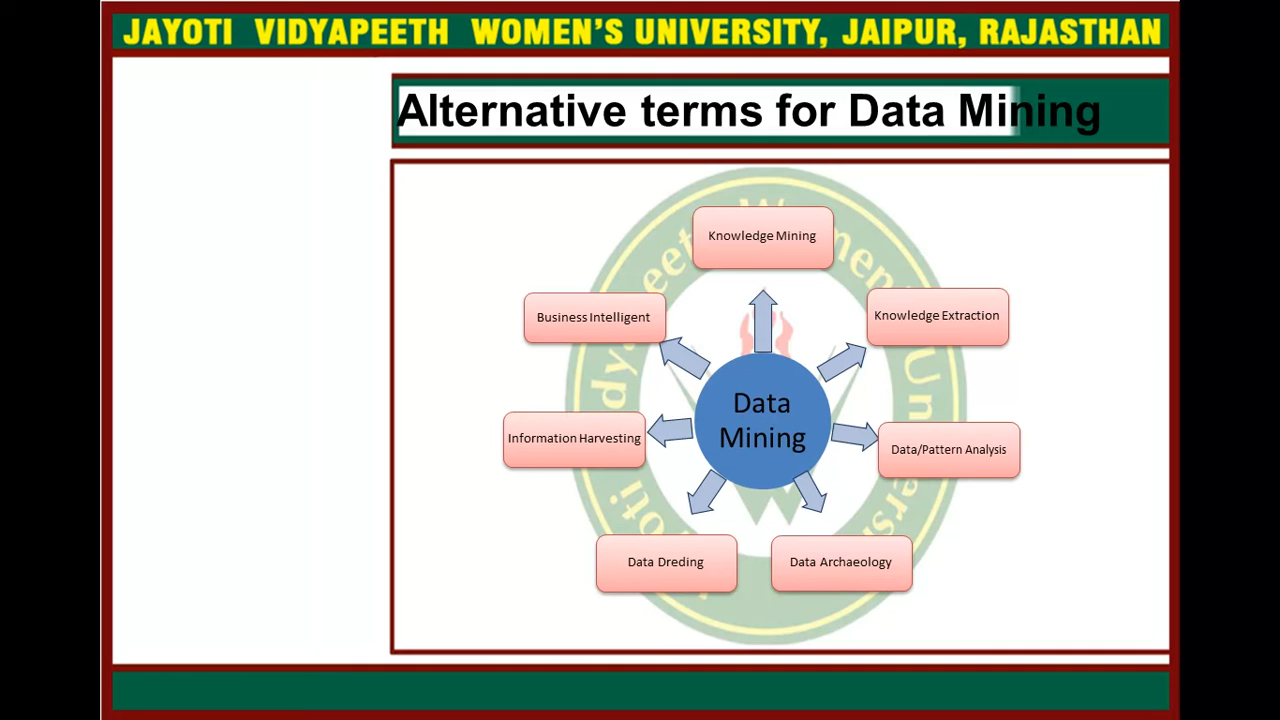 JAYOTI VIDYAPEETH WOMEN'S UNIVERSITY, JAIPUR, RAJASTHAN
Alternative terms for Data Mining
Knowledge Mining
Business Intelligent
Knowledge Extraction
Data
Mining
Information Harvesting
Data/Pattern Analysis
Data Dreding
Data Archaeology